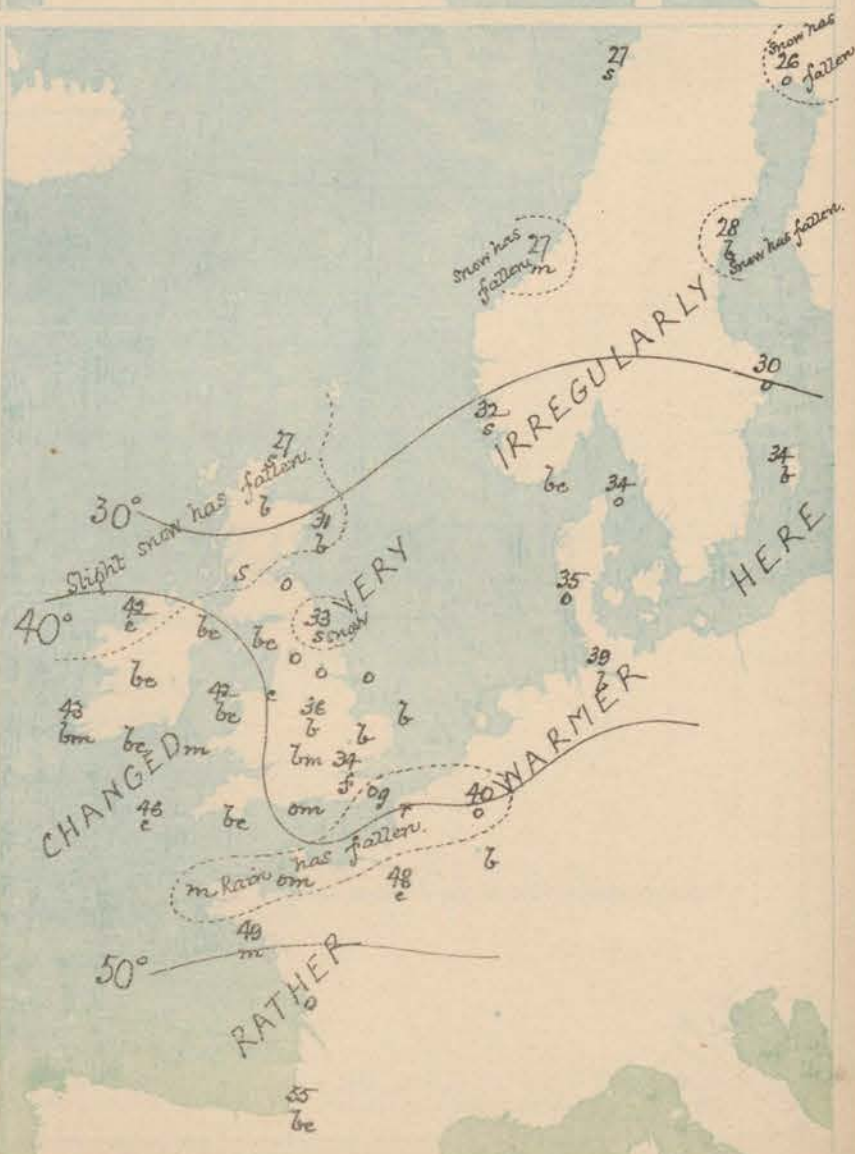 27
s
Snow has
26
o fallen
Snow has
fallen
27
m
28
b
Snow has fallen.
IRREGULARLY
30
o
32
s
27
s
Slight snow has fallen.
30°
b
31
b
bc
34
o
34
b
HERE
VERY
s
o
35
o
40°
42
c
bc
bc
33
s snow
o
o
o
39
b
bc
42
bc
c
43
bm
bc
m
b
b
bm
34
f
og
r
40
o
WARMER
CHANGED
46
c
bc
om
m Rain has fallen.
om
48
c
b
49
m
50°
RATHER
o
55
bc